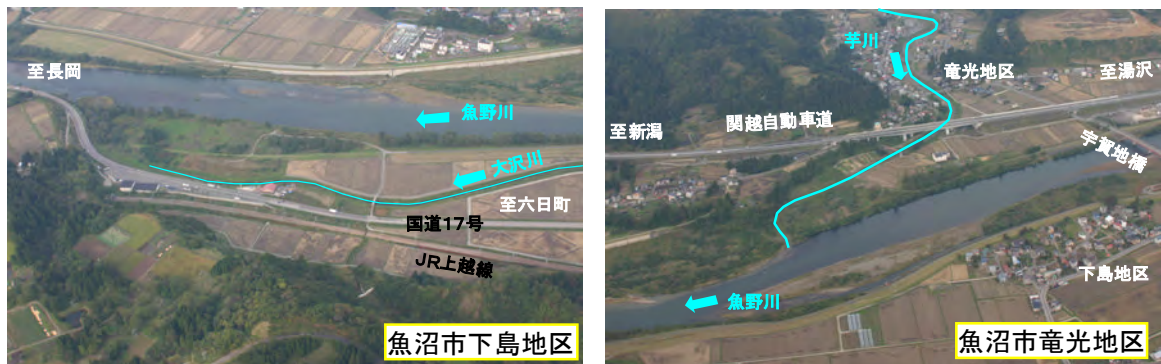 至長岡
魚野川
大沢川
至六日町
国道17号
JR上越線
魚沼市下島地区
芋川
竜光地区
至湯沢
関越自動車道
至新潟
宇賀地橋
下島地区
魚野川
魚沼市竜光地区